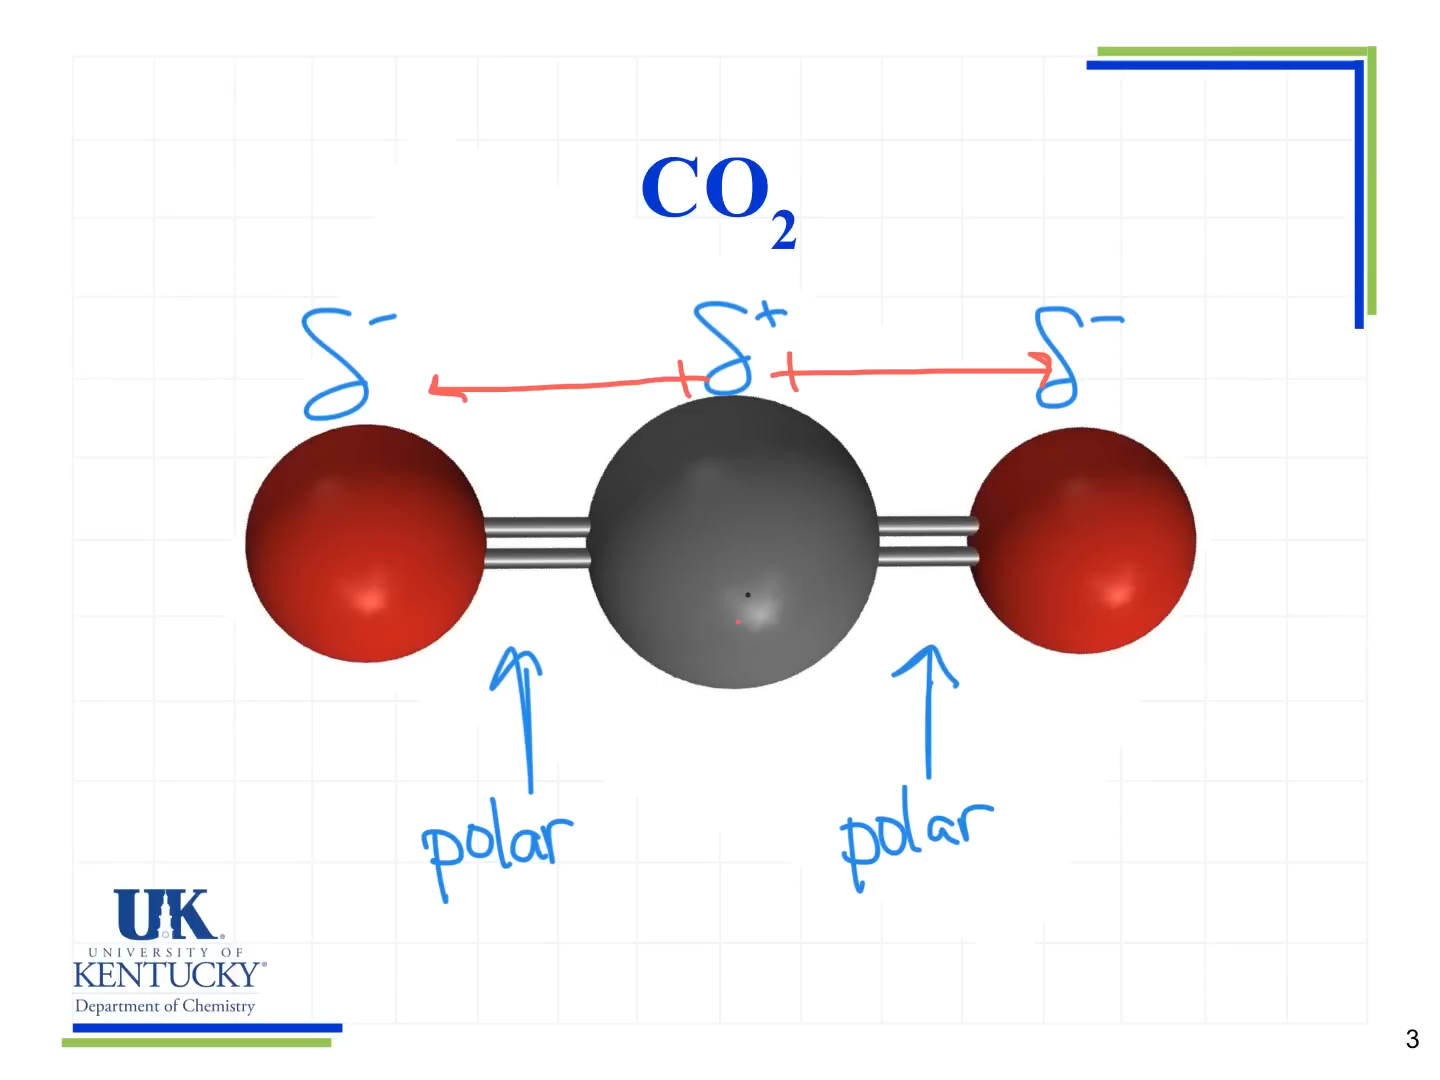 CO₂
δ⁻ δ⁺ δ⁻
polar polar
UK
UNIVERSITY OF
KENTUCKY®
Department of Chemistry
3